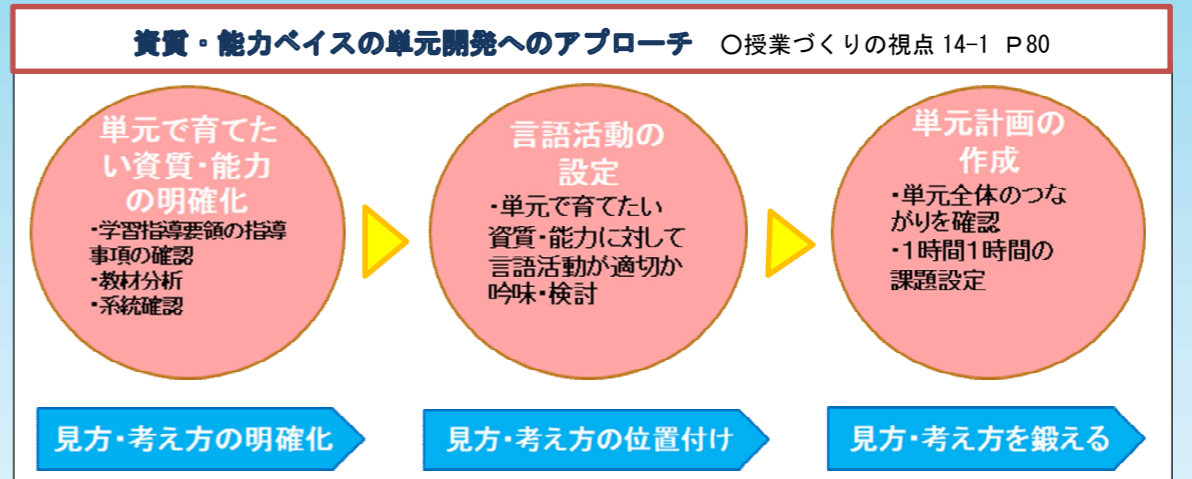 資質・能力ベイスの単元開発へのアプローチ 〇授業づくりの視点 14-1 P80
単元で育てた
い資質・能力
の明確化
・学習指導要領の指導
事項の確認
・教材分析
・系統確認
言語活動の
設定
・単元で育てたい
資質・能力に対して
言語活動が適切か
吟味・検討
単元計画の
作成
・単元全体のつな
がりを確認
・1時間1時間の
課題設定
見方・考え方の明確化
見方・考え方の位置付け
見方・考え方を鍛える